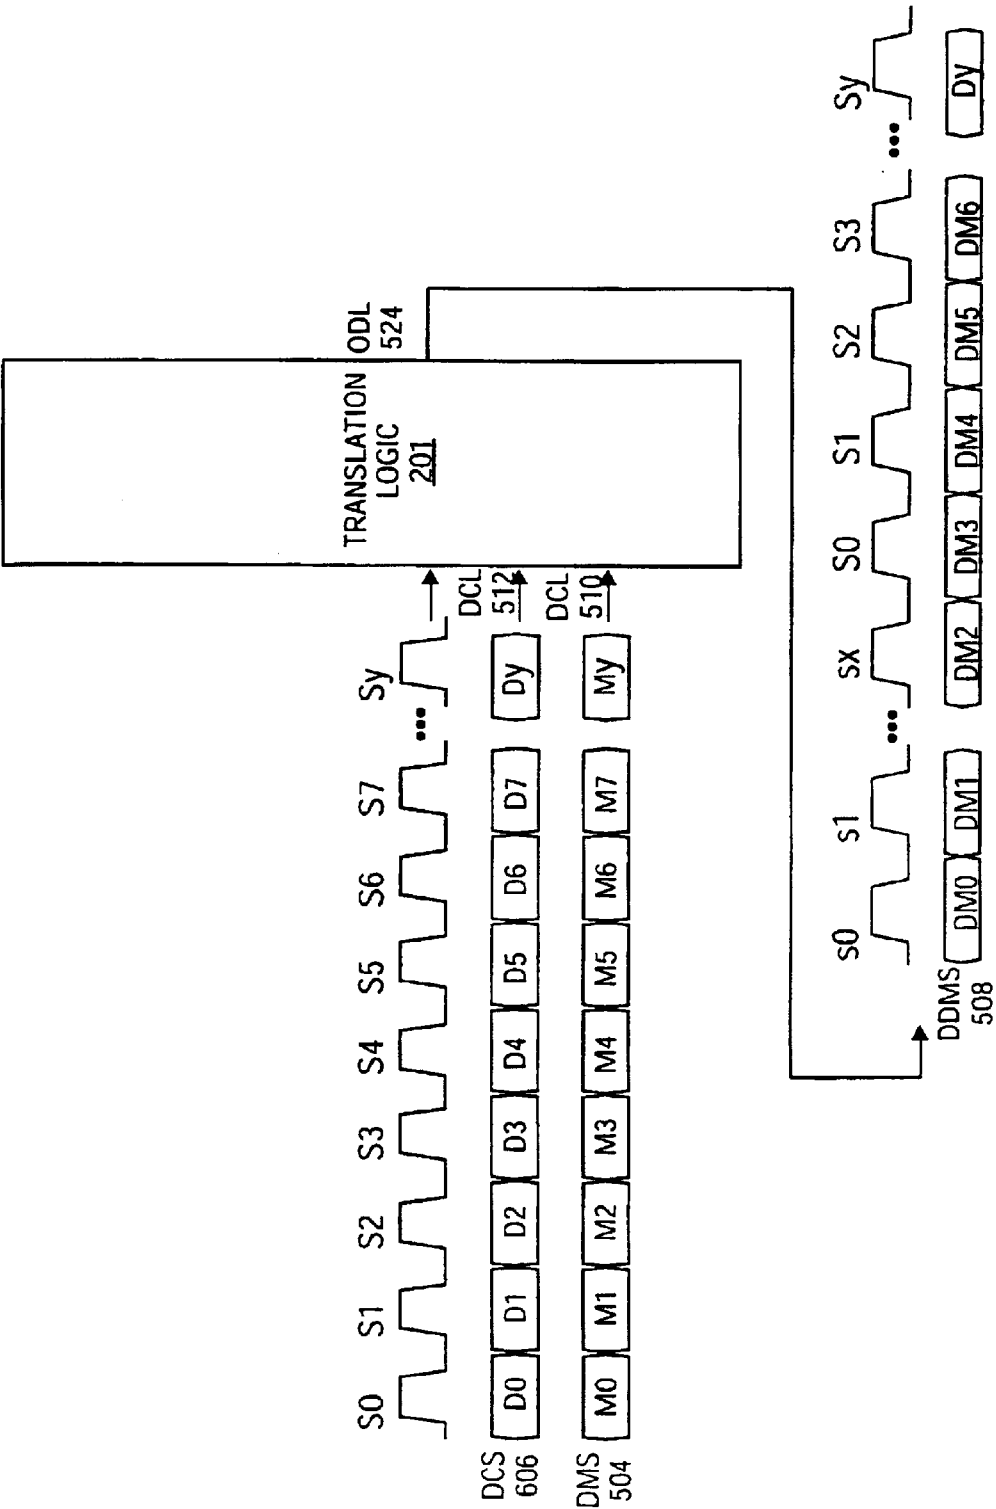 S0 S1 S2 S3 S4 S5 S6 S7 ••• Sy
DCS
606
D0 D1 D2 D3 D4 D5 D6 D7 Dy
DCL
512
DMS
504
M0 M1 M2 M3 M4 M5 M6 M7 My
DCL
510
TRANSLATION
LOGIC
201
ODL
524
s0 s1 ••• sx S0 S1 S2 S3 ••• Sy
DDMS
508
DM0 DM1 DM2 DM3 DM4 DM5 DM6 Dy